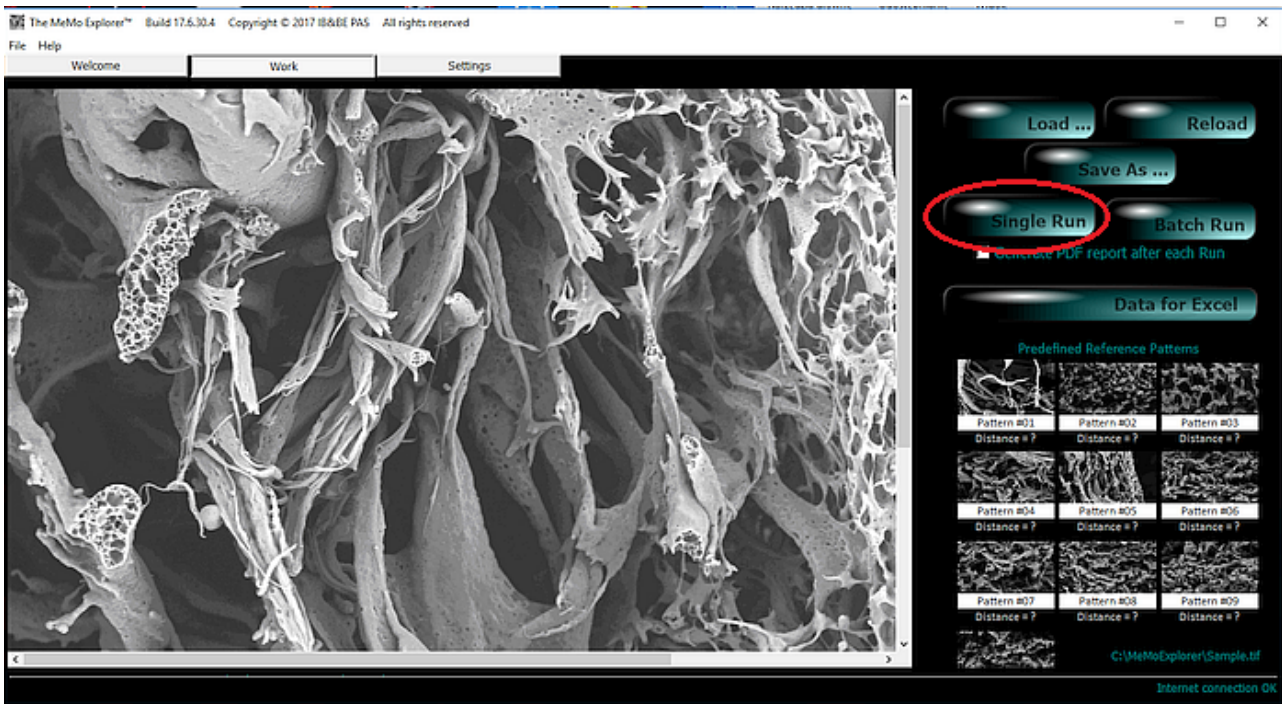 The MeMo Explorer™ Build 17.6.30.4 Copyright © 2017 IB&BE PAS All rights reserved
File Help
Welcome Work Settings
Load ... Reload
Save As ...
Single Run Batch Run
Generate PDF report after each Run
Data for Excel
Predefined Reference Patterns
Pattern #01 Pattern #02 Pattern #03
Distance = ? Distance = ? Distance = ?
Pattern #04 Pattern #05 Pattern #06
Distance = ? Distance = ? Distance = ?
Pattern #07 Pattern #08 Pattern #09
Distance = ? Distance = ? Distance = ?
C:\MeMoExplorer\Sample.tif
Internet connection OK